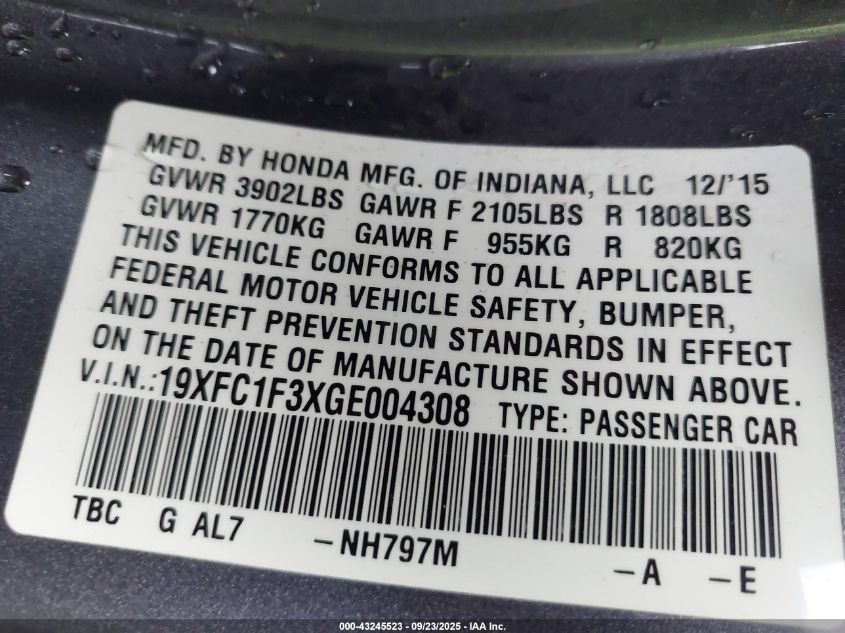 MFD. BY HONDA MFG. OF INDIANA, LLC 12/'15
GVWR 3902LBS GAWR F 2105LBS R 1808LBS
GVWR 1770KG GAWR F 955KG R 820KG
THIS VEHICLE CONFORMS TO ALL APPLICABLE
FEDERAL MOTOR VEHICLE SAFETY, BUMPER,
AND THEFT PREVENTION STANDARDS IN EFFECT
ON THE DATE OF MANUFACTURE SHOWN ABOVE.
V.I.N.:19XFC1F3XGE004308 TYPE: PASSENGER CAR
TBC G AL7 -NH797M -A -E
000-43245523 - 09/23/2025 - IAA Inc.